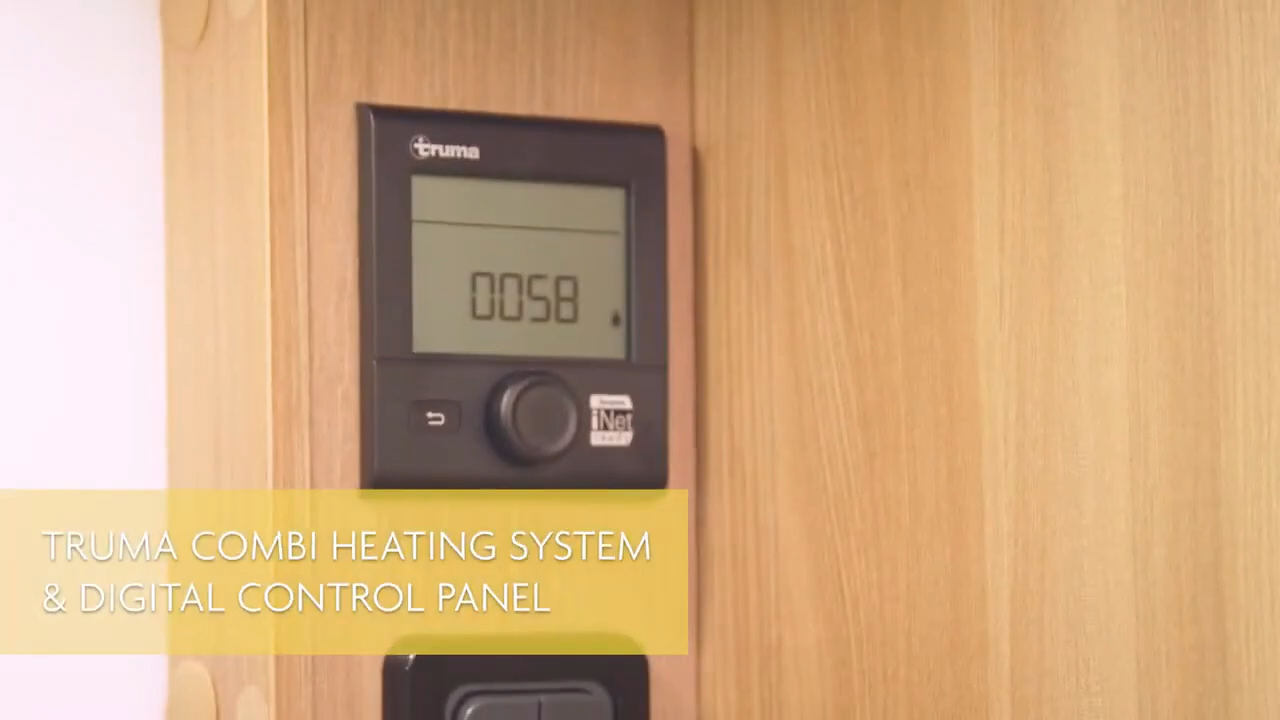 truma
0058
iNet
TRUMA COMBI HEATING SYSTEM
& DIGITAL CONTROL PANEL